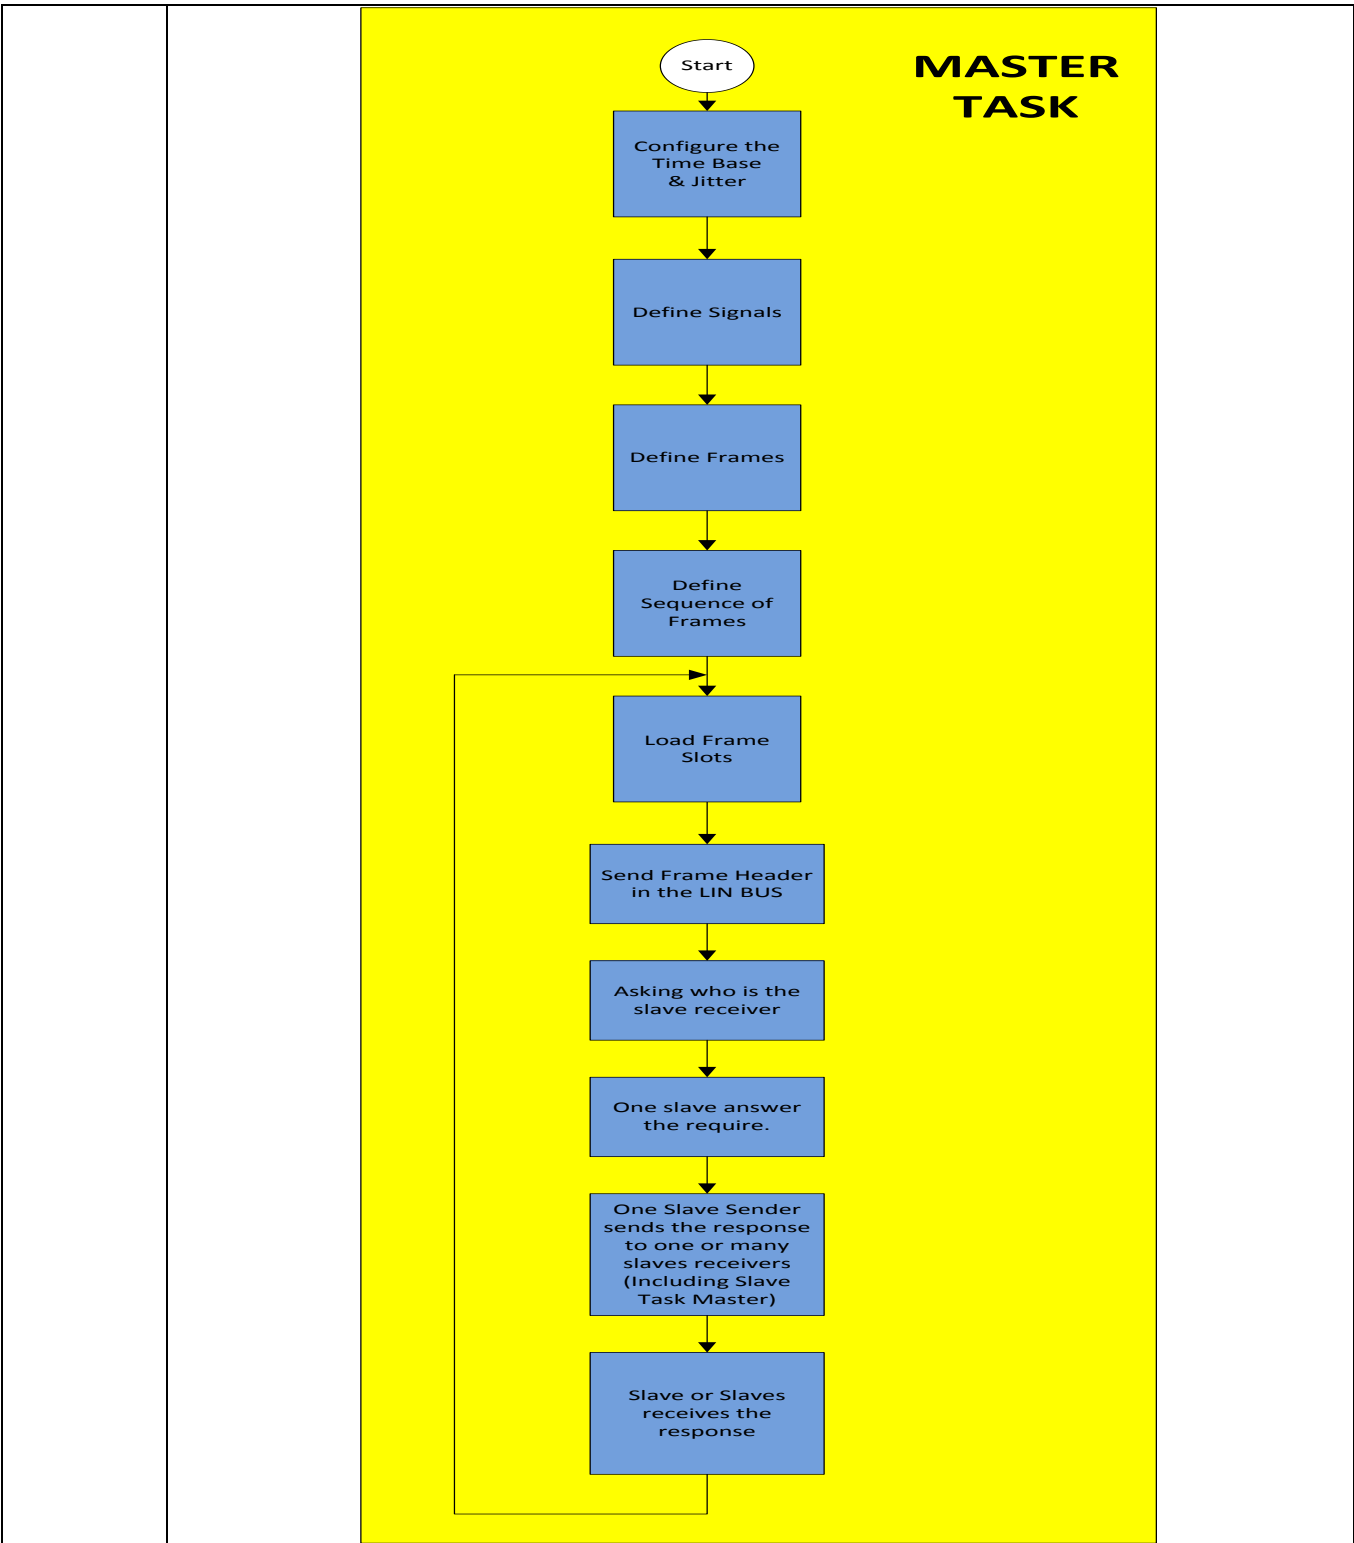 Start
MASTER
TASK
Configure the
Time Base
& Jitter
Define Signals
Define Frames
Define
Sequence of
Frames
Load Frame
Slots
Send Frame Header
in the LIN BUS
Asking who is the
slave receiver
One slave answer
the require.
One Slave Sender
sends the response
to one or many
slaves receivers
(Including Slave
Task Master)
Slave or Slaves
receives the
response